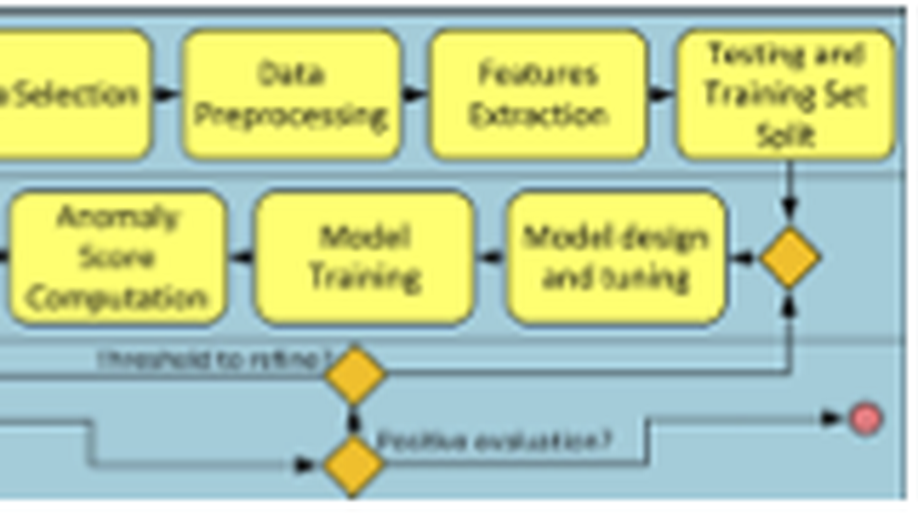 a Selection
Data
Preprocessing
Features
Extraction
Testing and
Training Set
Split
Anomaly
Score
Computation
Model
Training
Model design
and tuning
Threshold to refine?
Positive evaluation?